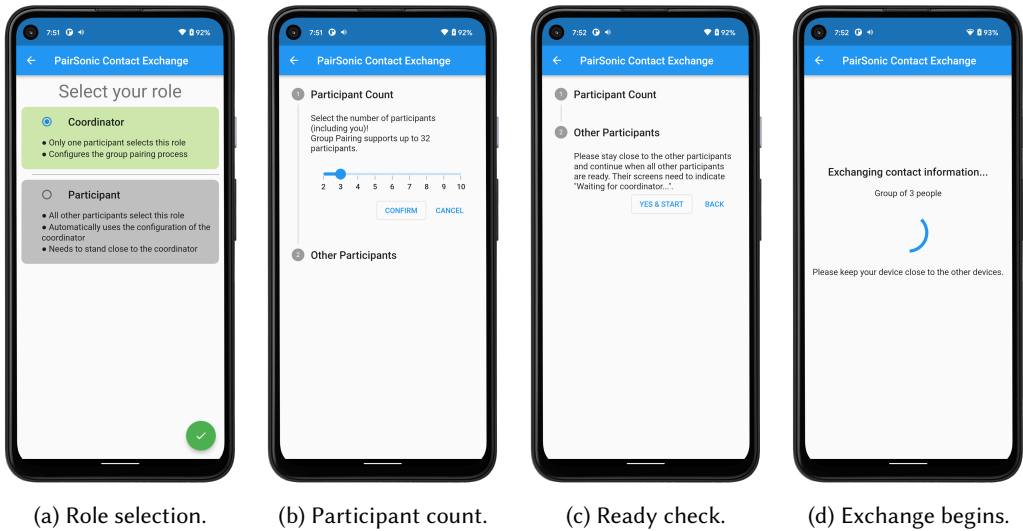 7:51 92%
PairSonic Contact Exchange
Select your role
Coordinator
● Only one participant selects this role
● Configures the group pairing process
Participant
● All other participants select this role
● Automatically uses the configuration of the
coordinator
● Needs to stand close to the coordinator
(a) Role selection.
7:51 92%
PairSonic Contact Exchange
1 Participant Count
Select the number of participants
(including you)!
Group Pairing supports up to 32
participants.
2 3 4 5 6 7 8 9 10
CONFIRM CANCEL
2 Other Participants
(b) Participant count.
7:52 92%
PairSonic Contact Exchange
1 Participant Count
2 Other Participants
Please stay close to the other participants
and continue when all other participants
are ready. Their screens need to indicate
"Waiting for coordinator...".
YES & START BACK
(c) Ready check.
7:52 93%
PairSonic Contact Exchange
Exchanging contact information...
Group of 3 people
Please keep your device close to the other devices.
(d) Exchange begins.